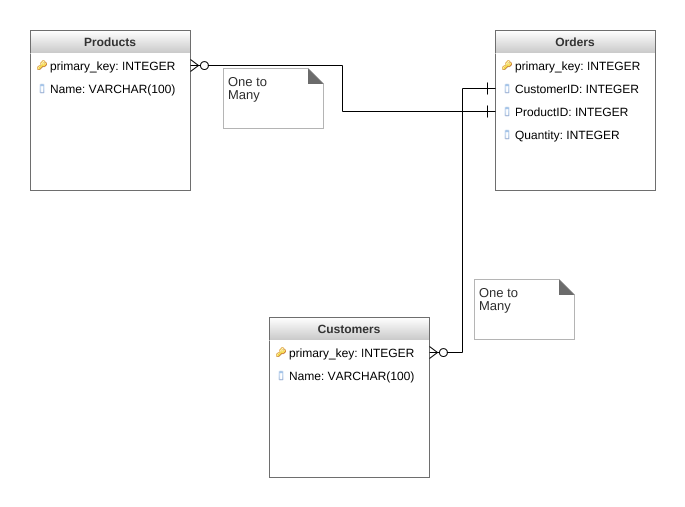 Products
primary_key: INTEGER
Name: VARCHAR(100)
One to
Many
Orders
primary_key: INTEGER
CustomerID: INTEGER
ProductID: INTEGER
Quantity: INTEGER
One to
Many
Customers
primary_key: INTEGER
Name: VARCHAR(100)